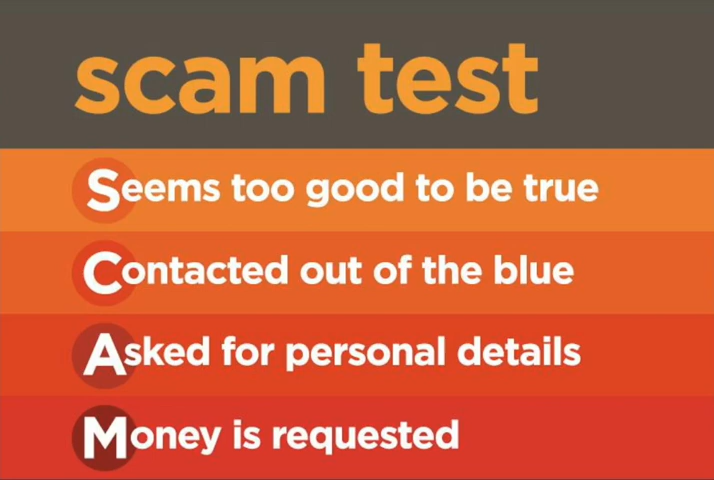 scam test
Seems too good to be true
Contacted out of the blue
Asked for personal details
Money is requested